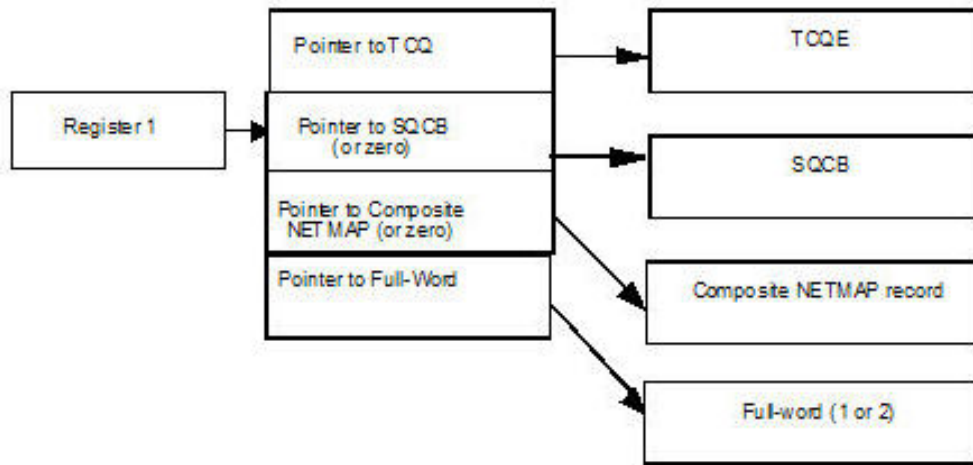 Pointer to TCQ
TCQE
Register 1
Pointer to SQCB
(or zero)
SQCB
Pointer to Composite
NETMAP (or zero)
Pointer to Full-Word
Composite NETMAP record
Full-word (1 or 2)